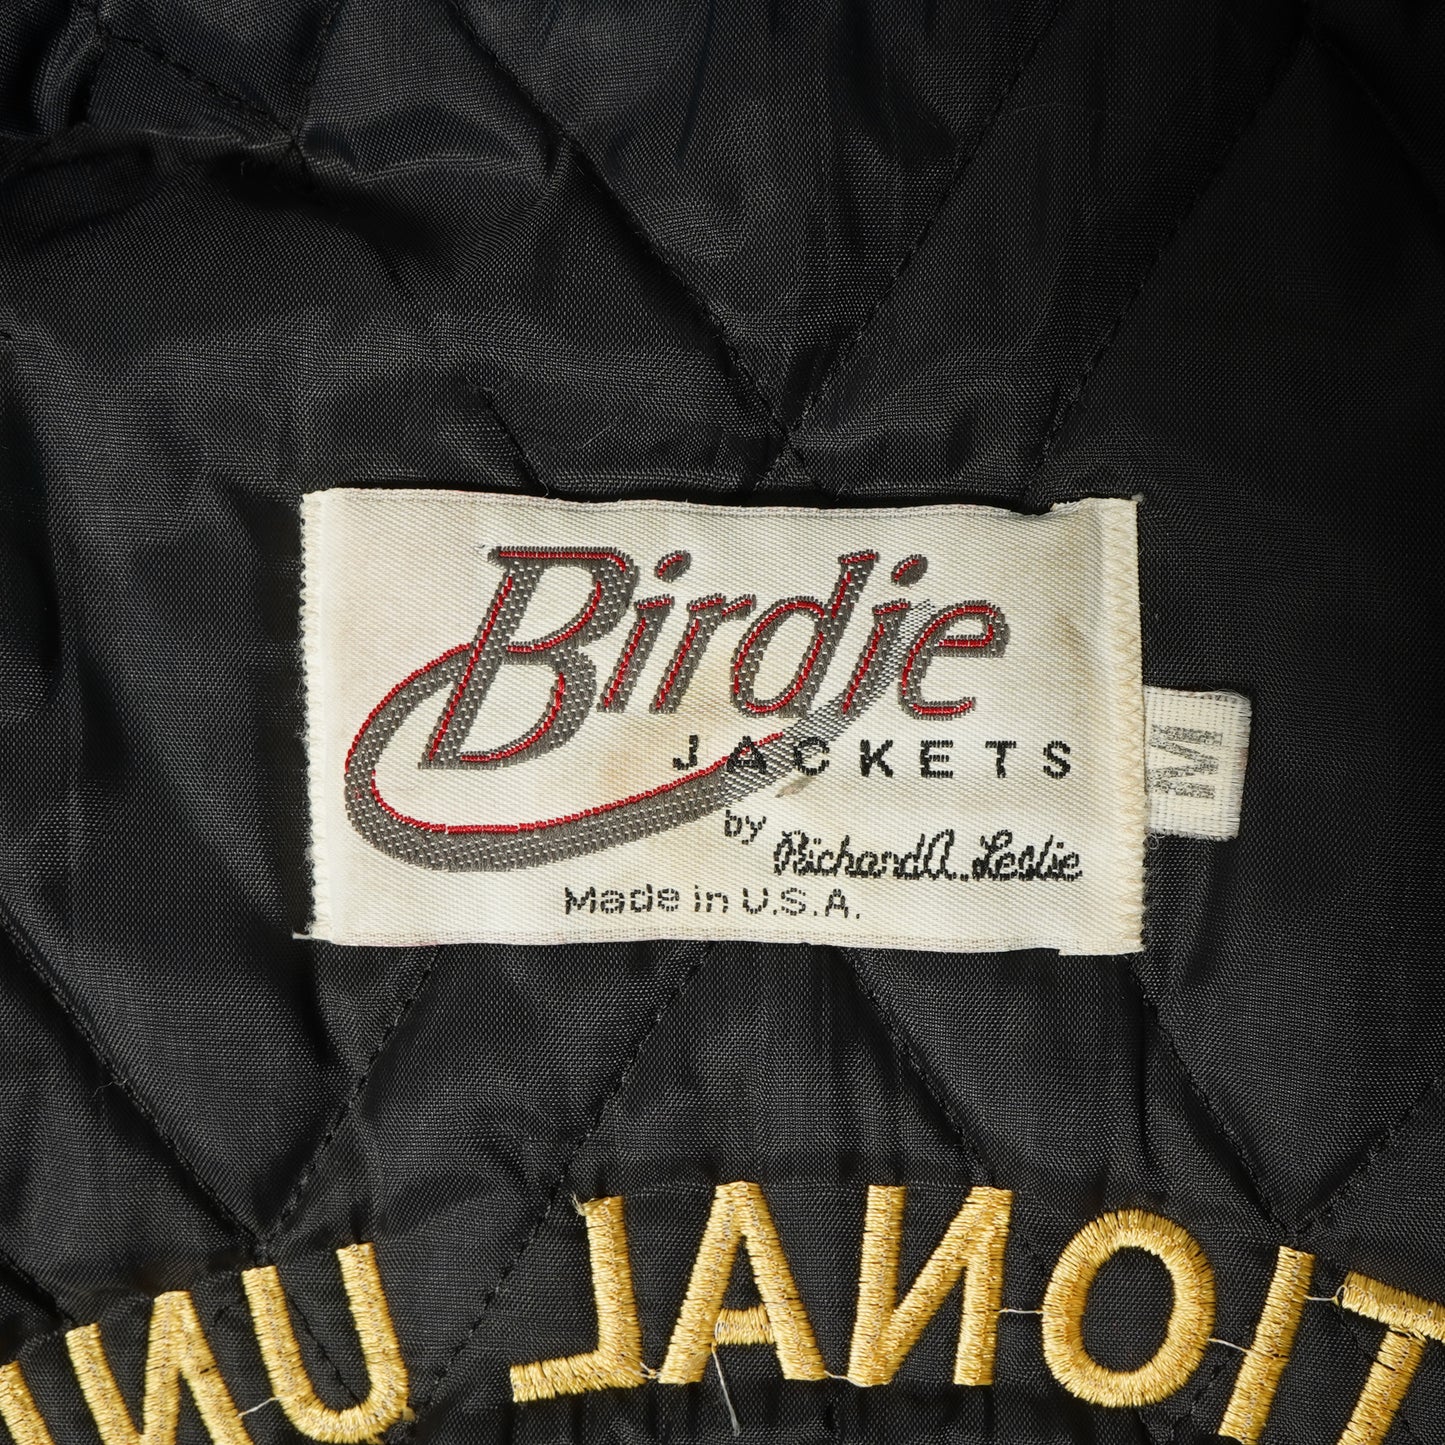 Birdie
JACKETS
by Richard A. Leslie
Made in U.S.A.
M
TIONAL UN